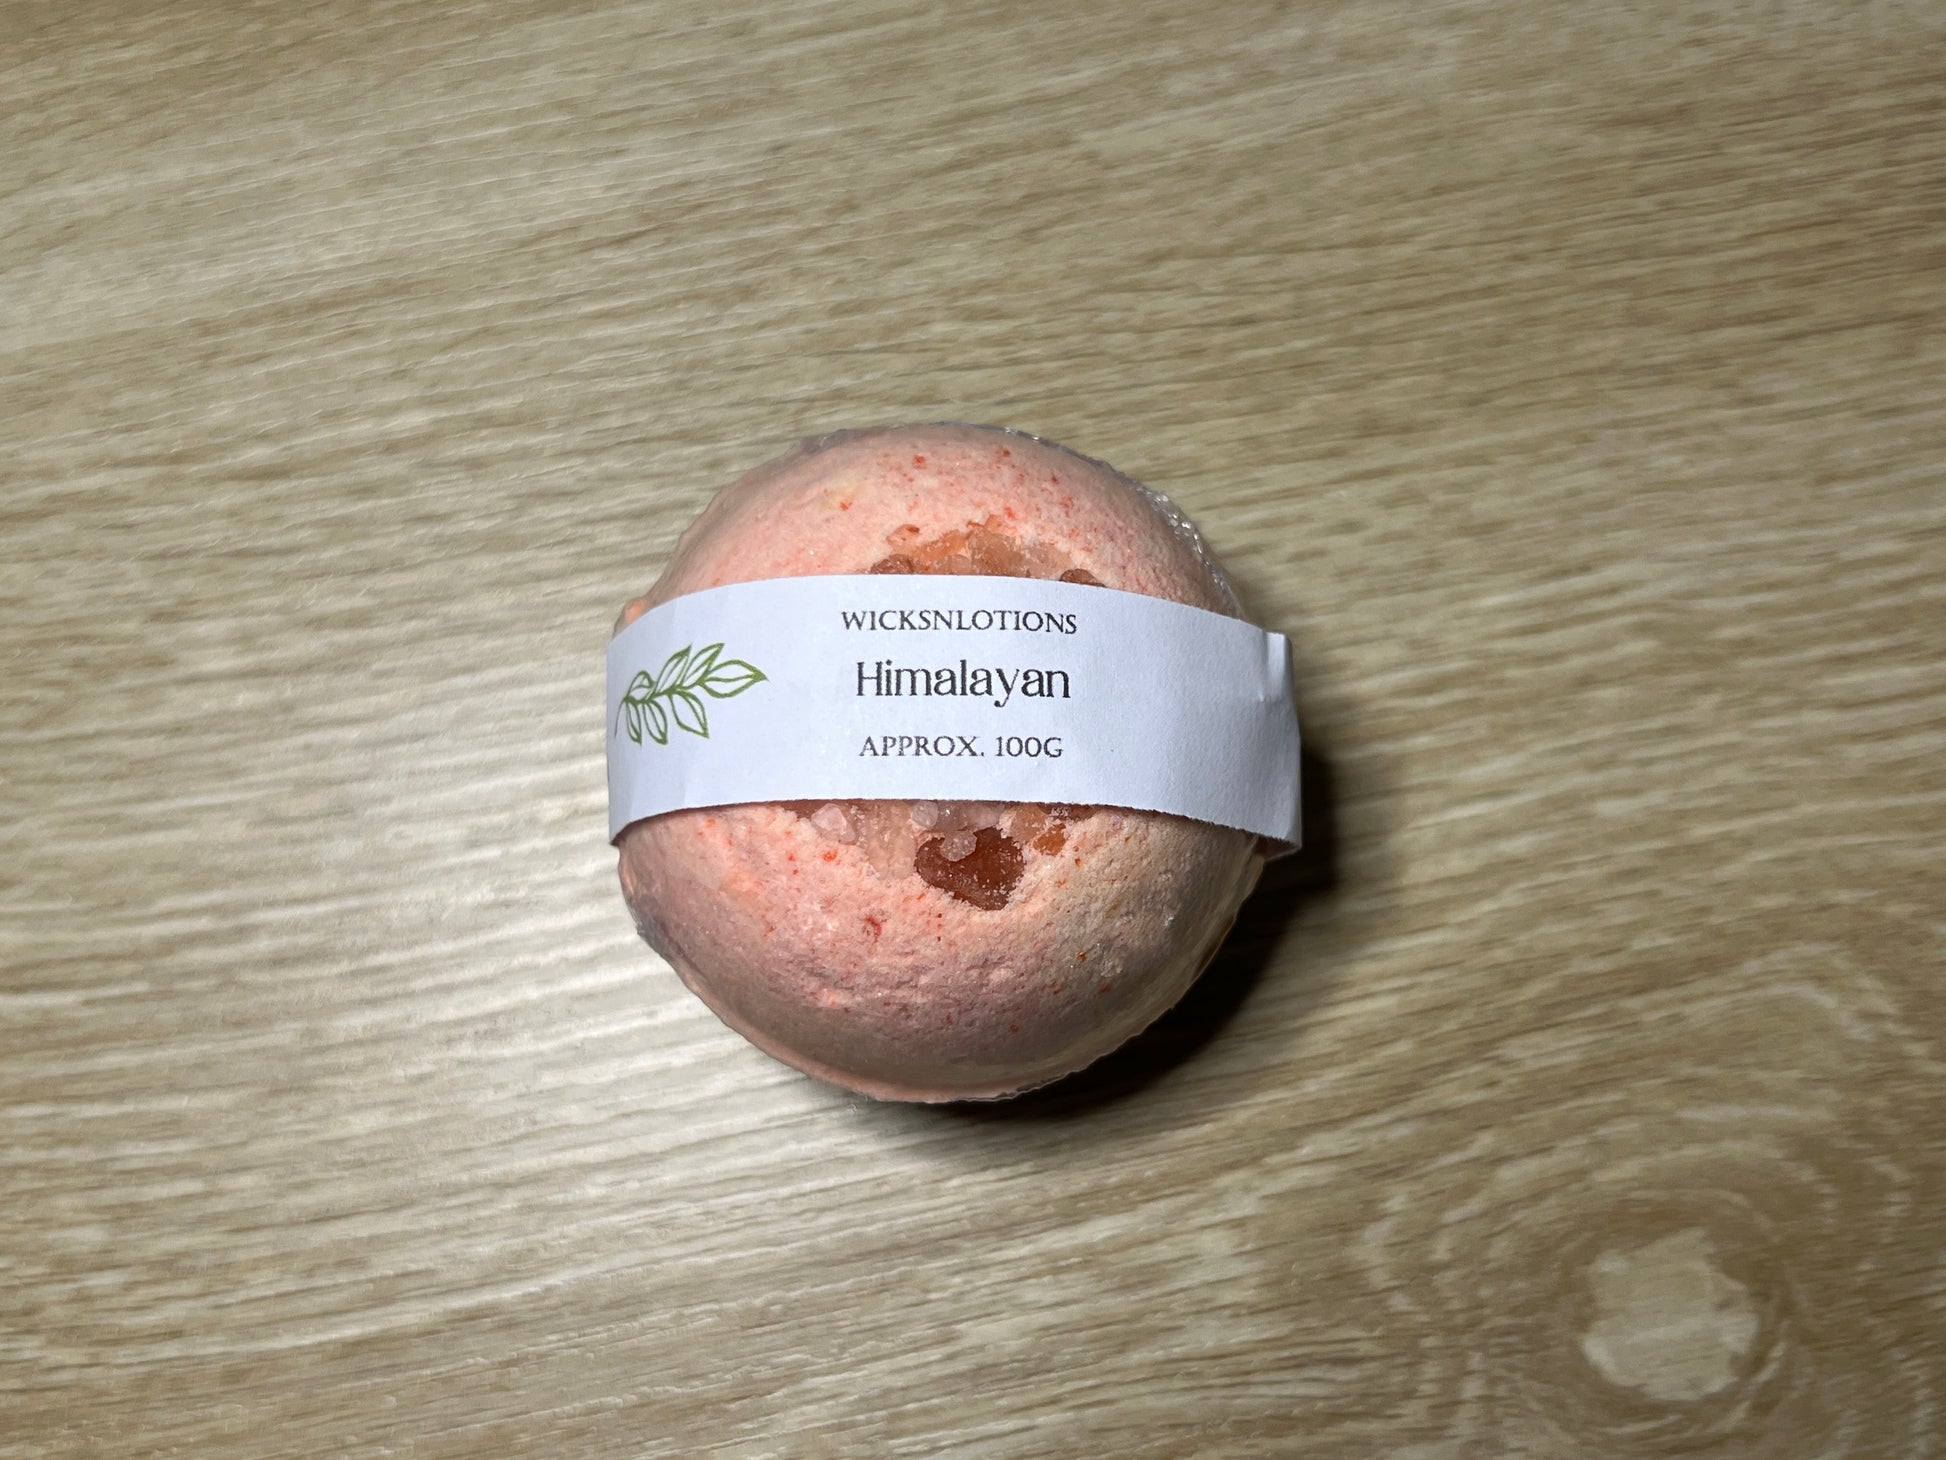 WICKSNLOTIONS
Himalayan
APPROX. 100G